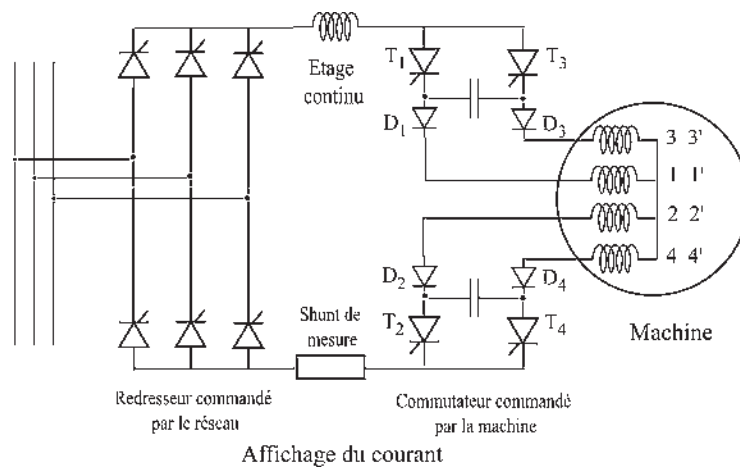 T1
T3
Etage
continu
D1
D3
3 3'
1 1'
2 2'
4 4'
D2
D4
T2
T4
Shunt de
mesure
Machine
Redresseur commandé
par le réseau
Commutateur commandé
par la machine
Affichage du courant